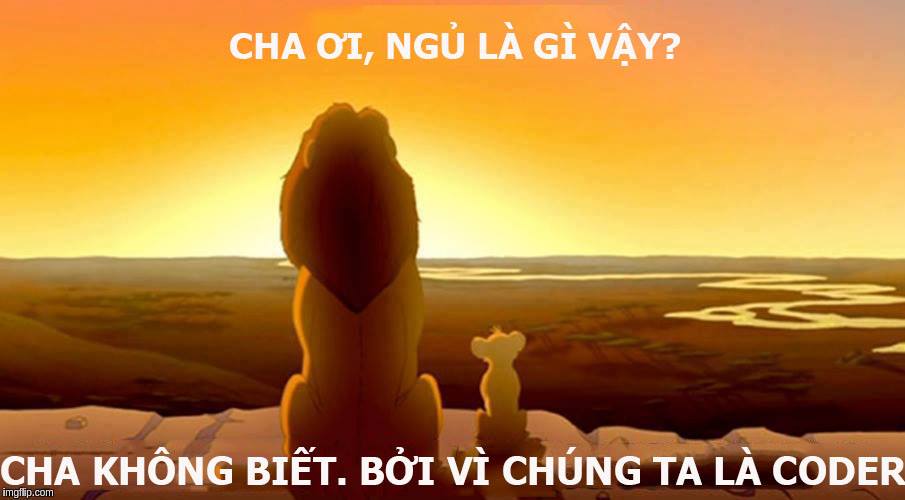 CHA ƠI, NGỦ LÀ GÌ VẬY?
CHA KHÔNG BIẾT. BỞI VÌ CHÚNG TA LÀ CODER
imgflip.com